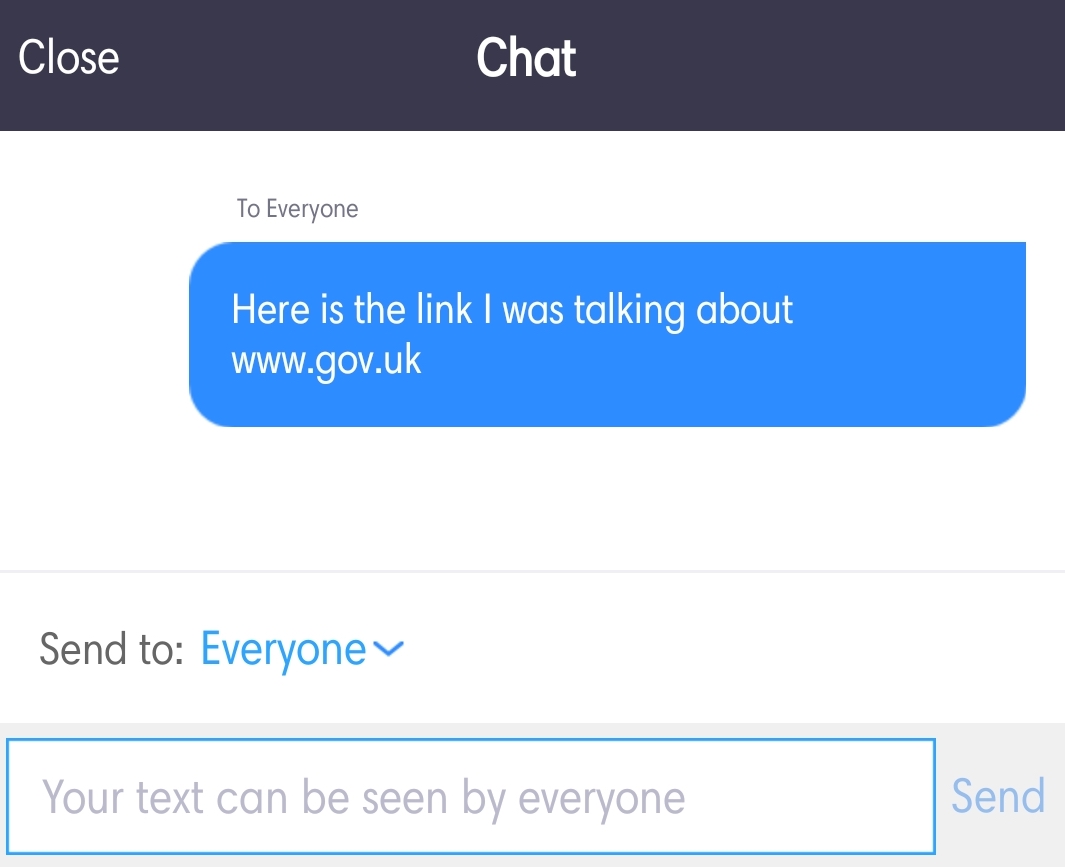 Close Chat
To Everyone
Here is the link I was talking about
www.gov.uk
Send to: Everyone
Your text can be seen by everyone Send